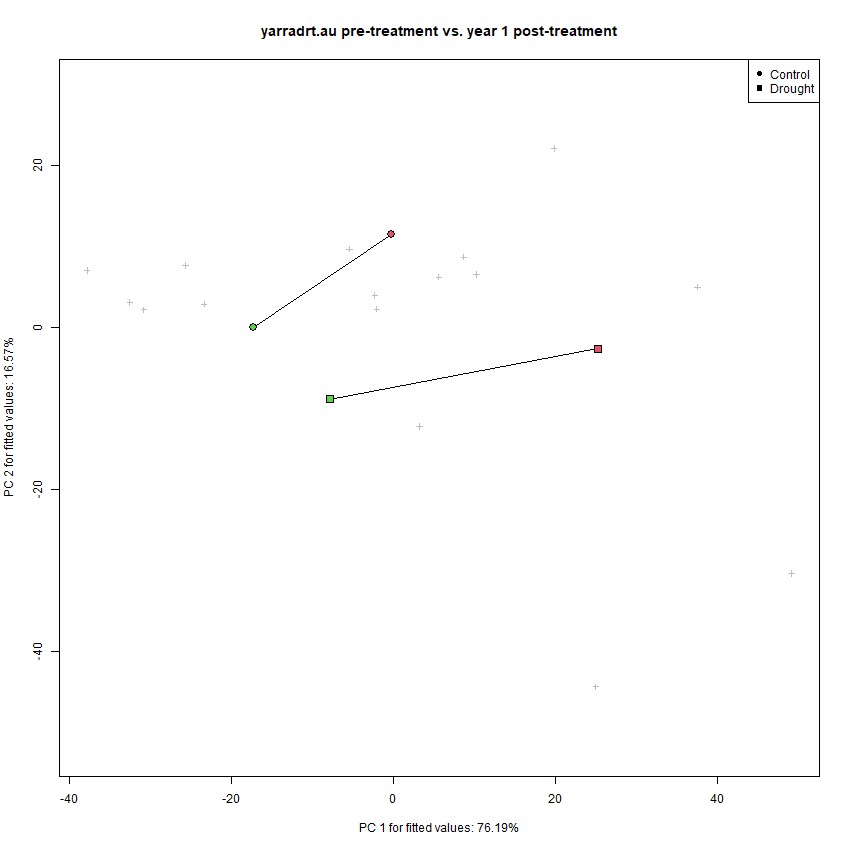 yarradrt.au pre-treatment vs. year 1 post-treatment
Control
Drought
20
0
-20
-40
PC 2 for fitted values: 16.57%
-40
-20
0
20
40
PC 1 for fitted values: 76.19%